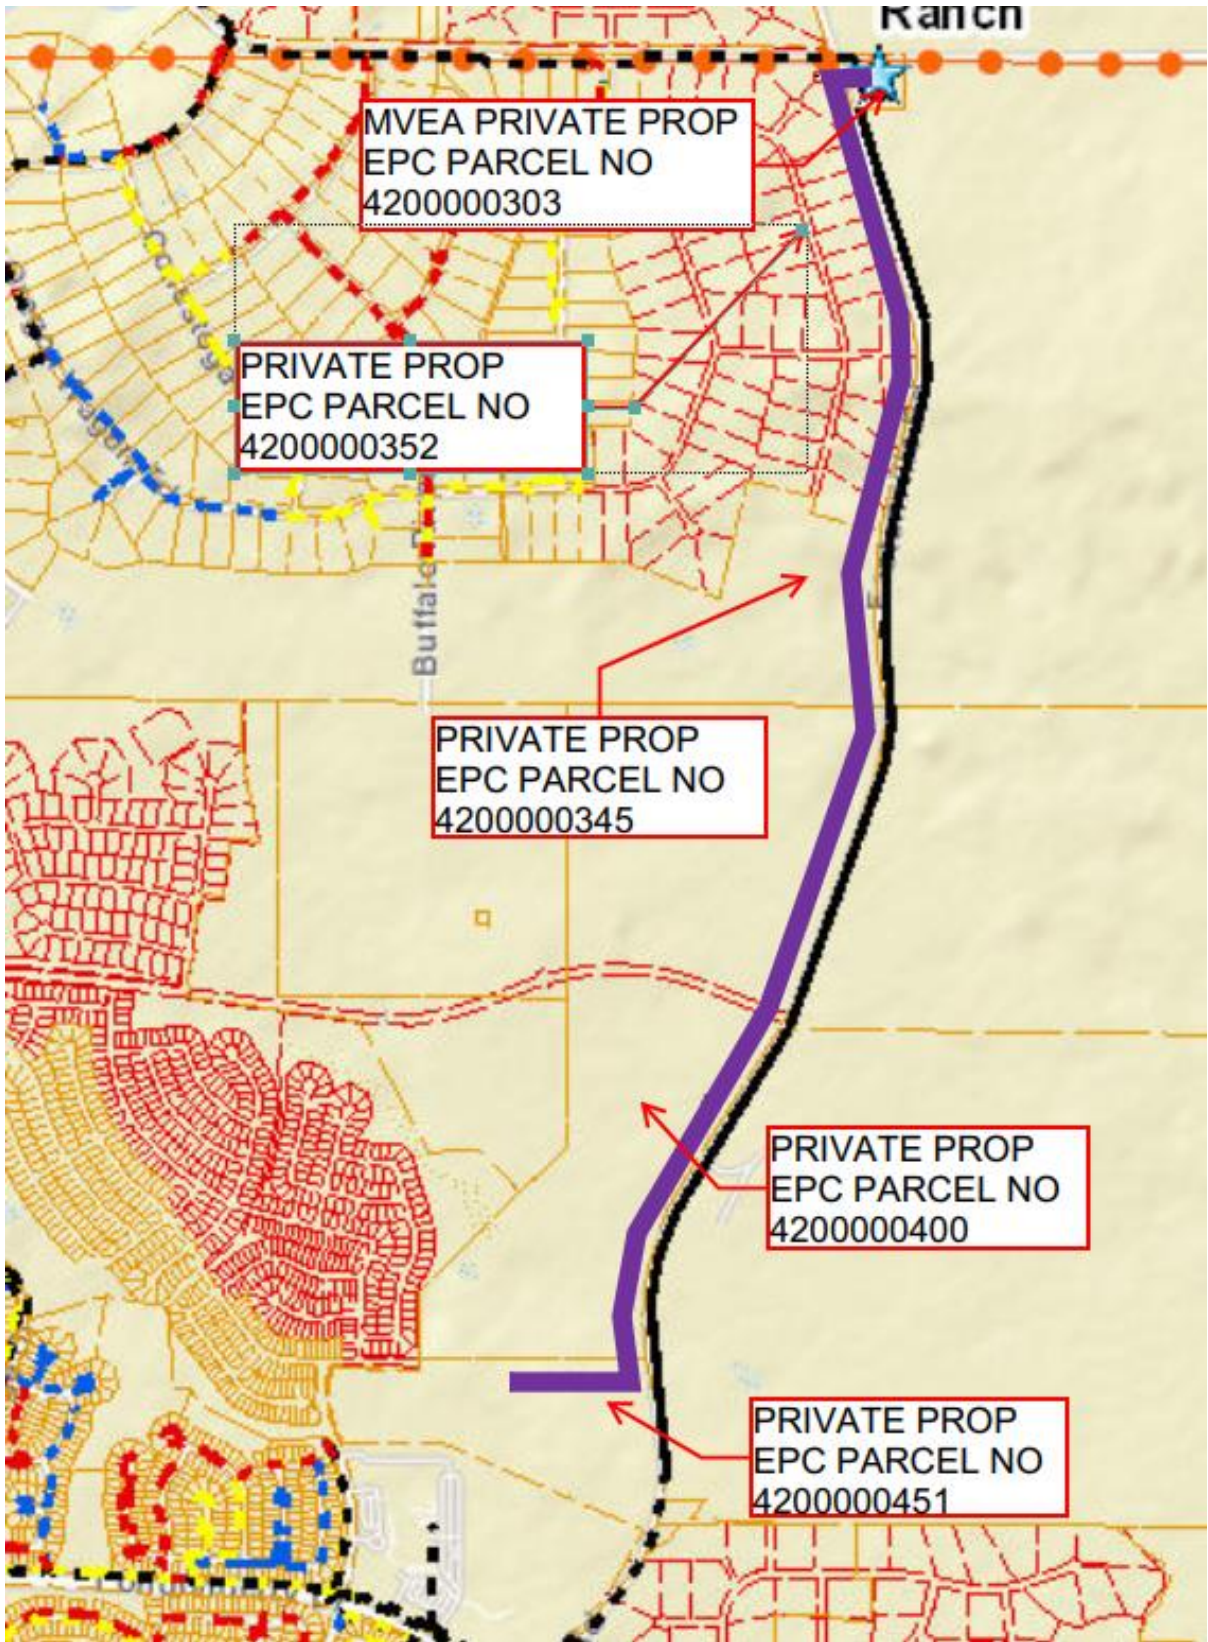 Ranch
MVEA PRIVATE PROP
EPC PARCEL NO
4200000303
PRIVATE PROP
EPC PARCEL NO
4200000352
PRIVATE PROP
EPC PARCEL NO
4200000345
PRIVATE PROP
EPC PARCEL NO
4200000400
PRIVATE PROP
EPC PARCEL NO
4200000451